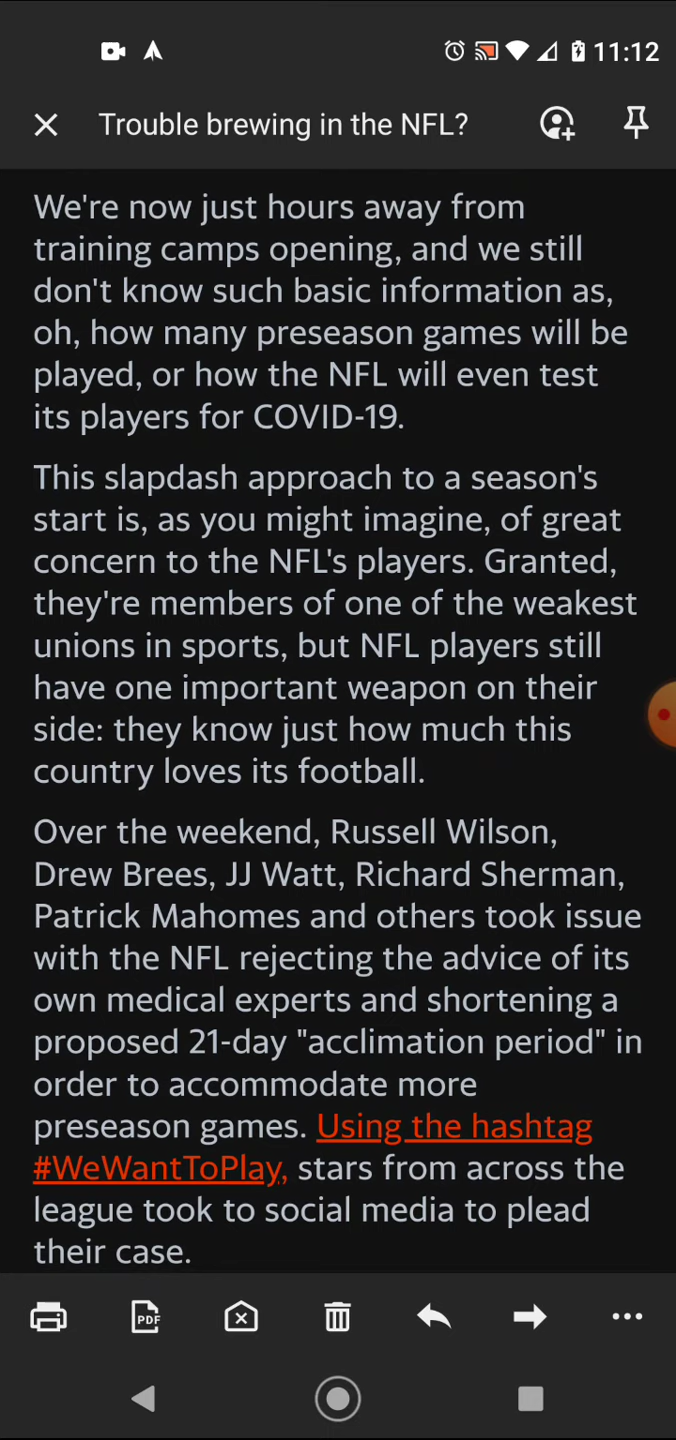 11:12
Trouble brewing in the NFL?
We're now just hours away from
training camps opening, and we still
don't know such basic information as,
oh, how many preseason games will be
played, or how the NFL will even test
its players for COVID-19.
This slapdash approach to a season's
start is, as you might imagine, of great
concern to the NFL's players. Granted,
they're members of one of the weakest
unions in sports, but NFL players still
have one important weapon on their
side: they know just how much this
country loves its football.
Over the weekend, Russell Wilson,
Drew Brees, JJ Watt, Richard Sherman,
Patrick Mahomes and others took issue
with the NFL rejecting the advice of its
own medical experts and shortening a
proposed 21-day "acclimation period" in
order to accommodate more
preseason games. Using the hashtag
#WeWantToPlay, stars from across the
league took to social media to plead
their case.
PDF